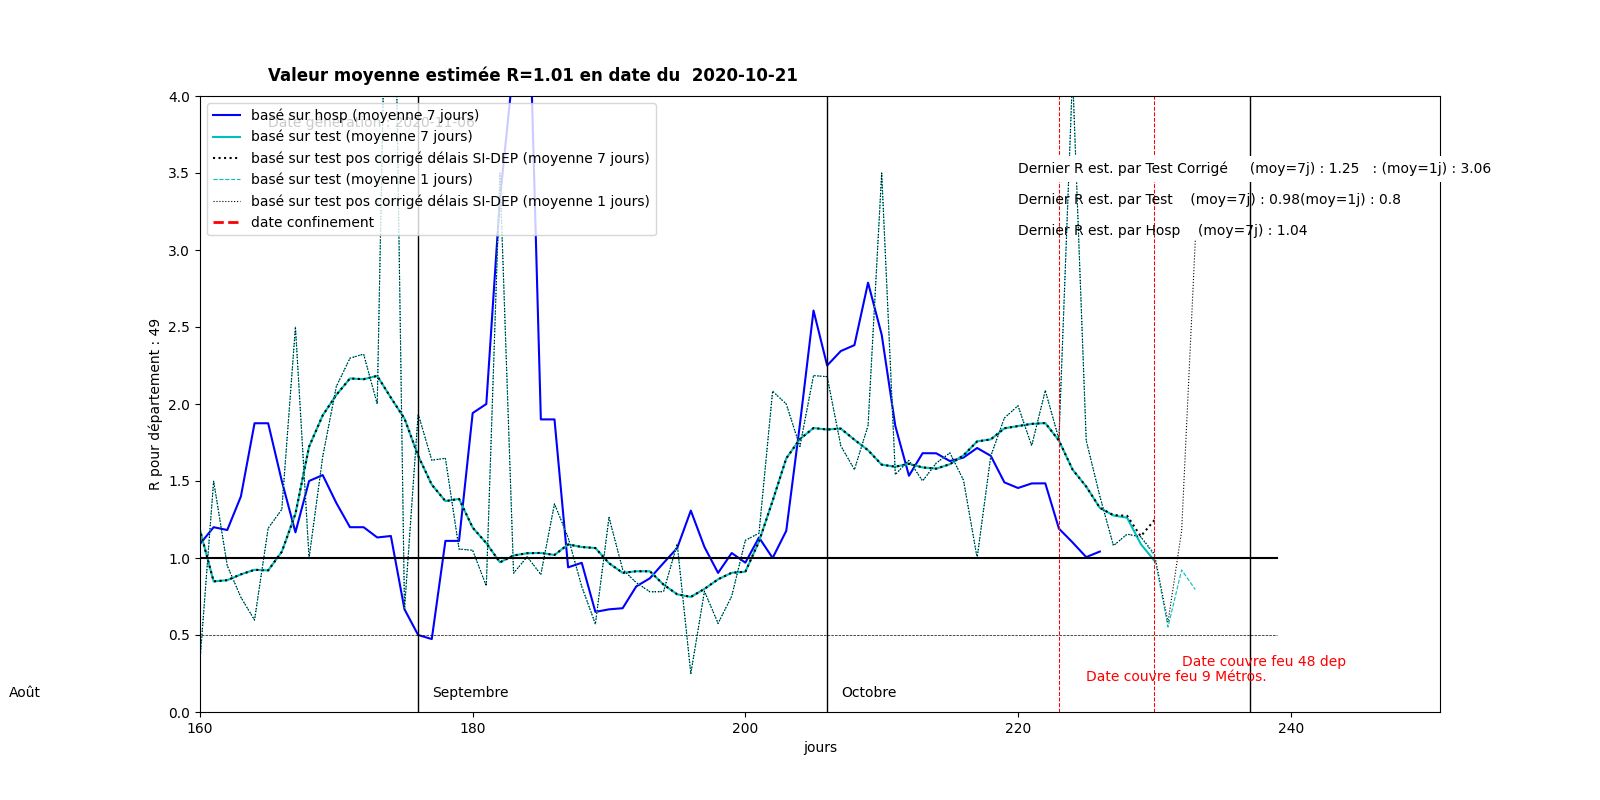 Valeur moyenne estimée R=1.01 en date du  2020-10-21
Date génération : 2020-11-06
basé sur hosp (moyenne 7 jours)
basé sur test (moyenne 7 jours)
basé sur test pos corrigé délais SI-DEP (moyenne 7 jours)
basé sur test (moyenne 1 jours)
basé sur test pos corrigé délais SI-DEP (moyenne 1 jours)
date confinement
Dernier R est. par Test Corrigé     (moy=7j) : 1.25   : (moy=1j) : 3.06
Dernier R est. par Test    (moy=7j) : 0.98(moy=1j) : 0.8
Dernier R est. par Hosp    (moy=7j) : 1.04
R pour département : 49
4.0
3.5
3.0
2.5
2.0
1.5
1.0
0.5
0.0
Date couvre feu 48 dep
Date couvre feu 9 Métros.
Août
Septembre
Octobre
160
180
200
220
240
jours